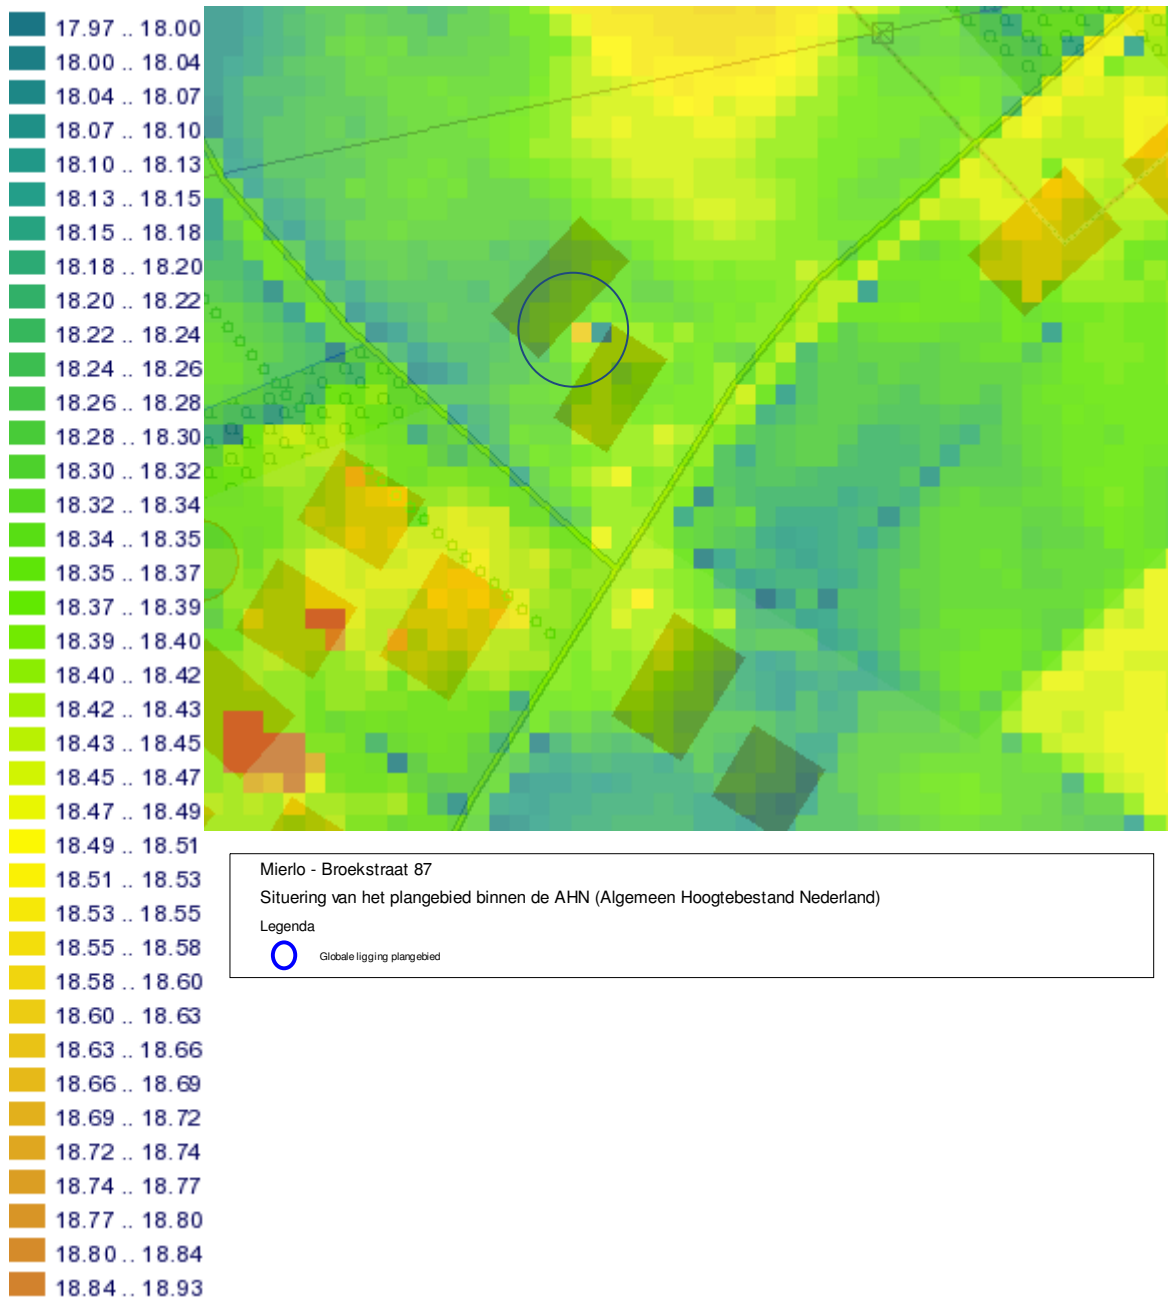 17.97 .. 18.00
18.00 .. 18.04
18.04 .. 18.07
18.07 .. 18.10
18.10 .. 18.13
18.13 .. 18.15
18.15 .. 18.18
18.18 .. 18.20
18.20 .. 18.22
18.22 .. 18.24
18.24 .. 18.26
18.26 .. 18.28
18.28 .. 18.30
18.30 .. 18.32
18.32 .. 18.34
18.34 .. 18.35
18.35 .. 18.37
18.37 .. 18.39
18.39 .. 18.40
18.40 .. 18.42
18.42 .. 18.43
18.43 .. 18.45
18.45 .. 18.47
18.47 .. 18.49
18.49 .. 18.51
18.51 .. 18.53
18.53 .. 18.55
18.55 .. 18.58
18.58 .. 18.60
18.60 .. 18.63
18.63 .. 18.66
18.66 .. 18.69
18.69 .. 18.72
18.72 .. 18.74
18.74 .. 18.77
18.77 .. 18.80
18.80 .. 18.84
18.84 .. 18.93
Mierlo - Broekstraat 87
Situering van het plangebied binnen de AHN (Algemeen Hoogtebestand Nederland)
Legenda
Globale ligging plangebied